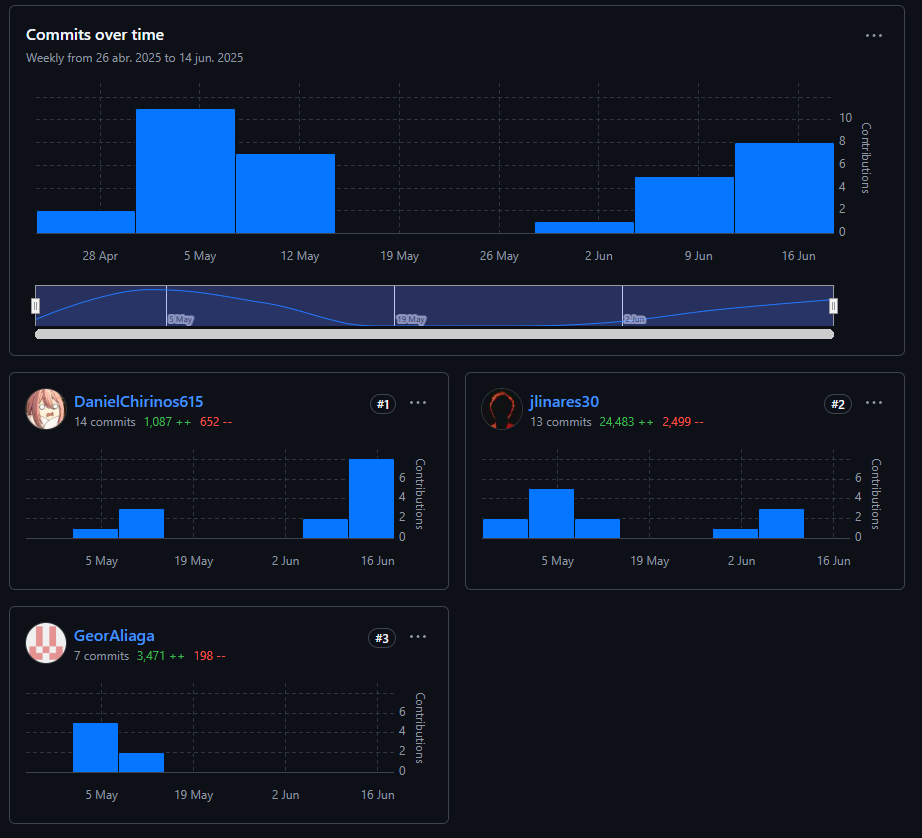 Commits over time
Weekly from 26 abr. 2025 to 14 jun. 2025
10
8
6
4
2
0
Contributions
28 Apr 5 May 12 May 19 May 26 May 2 Jun 9 Jun 16 Jun
5 May 19 May 2 Jun
DanielChirinos615 #1
14 commits 1,087 ++ 652 --
6
4
2
0
Contributions
5 May 19 May 2 Jun 16 Jun
jlinares30 #2
13 commits 24,483 ++ 2,499 --
6
4
2
0
Contributions
5 May 19 May 2 Jun 16 Jun
GeorAliaga #3
7 commits 3,471 ++ 198 --
6
4
2
0
Contributions
5 May 19 May 2 Jun 16 Jun